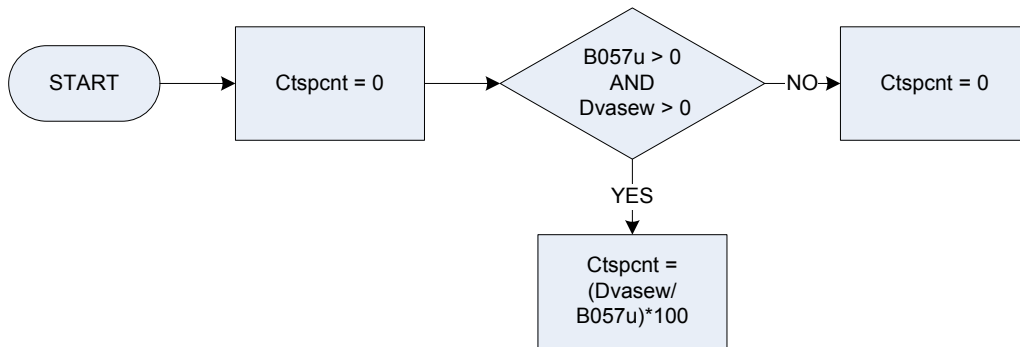 START
Ctspcnt = 0
B057u > 0
AND
Dvasew > 0
NO
Ctspcnt = 0
YES
Ctspcnt =
(Dvasew/
B057u)*100